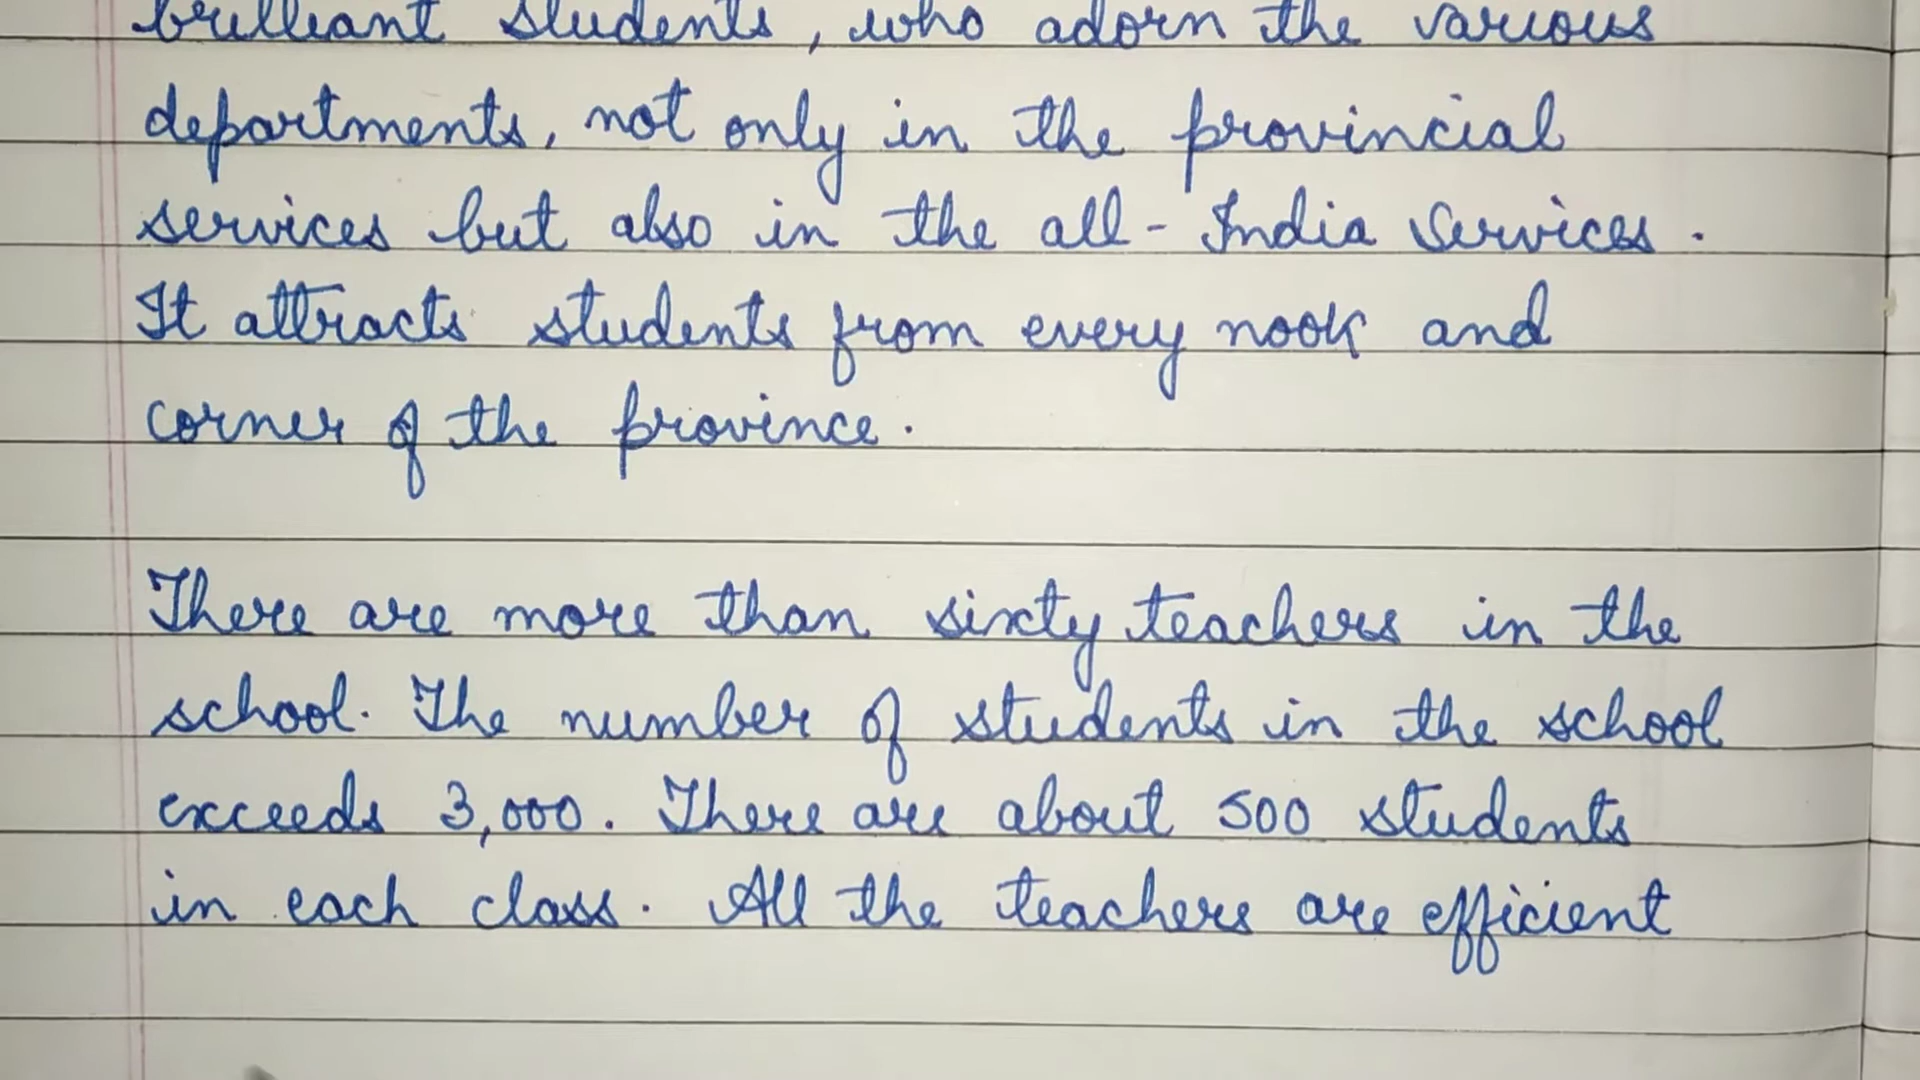 brilliant students, who adorn the various
departments, not only in the provincial
services but also in the all-India Services.
It attracts students from every nook and
corner of the province.
There are more than sixty teachers in the
school. The number of students in the school
exceeds 3,000. There are about 500 students
in each class. All the teachers are efficient